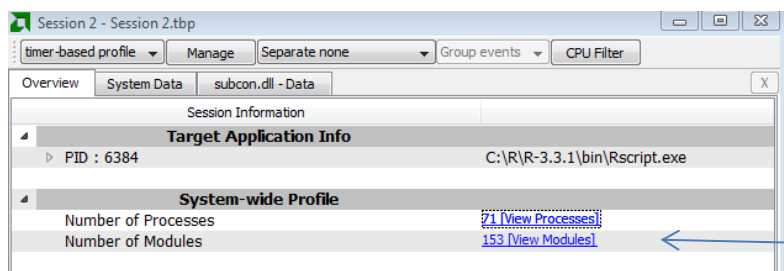 Session 2 - Session 2.tbp
timer-based profile Manage Separate none Group events CPU Filter
Overview System Data subcon.dll - Data X
Session Information
Target Application Info
PID : 6384 C:\R\R-3.3.1\bin\Rscript.exe
System-wide Profile
Number of Processes 71 [View Processes]
Number of Modules 153 [View Modules]